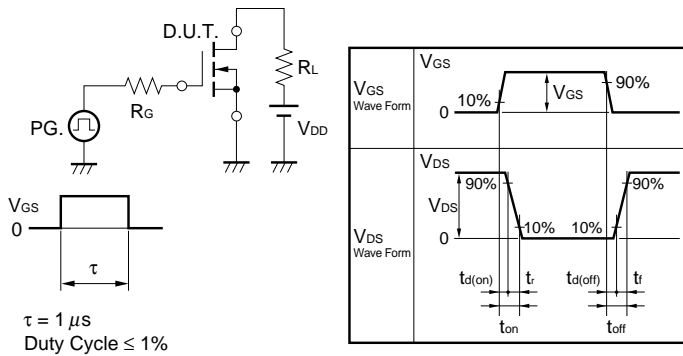 D.U.T.
RL
RG
PG.
VDD
VGS
0
τ
τ = 1 μs
Duty Cycle ≤ 1%
VGS
Wave Form
VGS
10%
VGS
90%
0
VDS
Wave Form
VDS
90%
90%
VDS
10%
10%
0
td(on)
tr
td(off)
tf
ton
toff